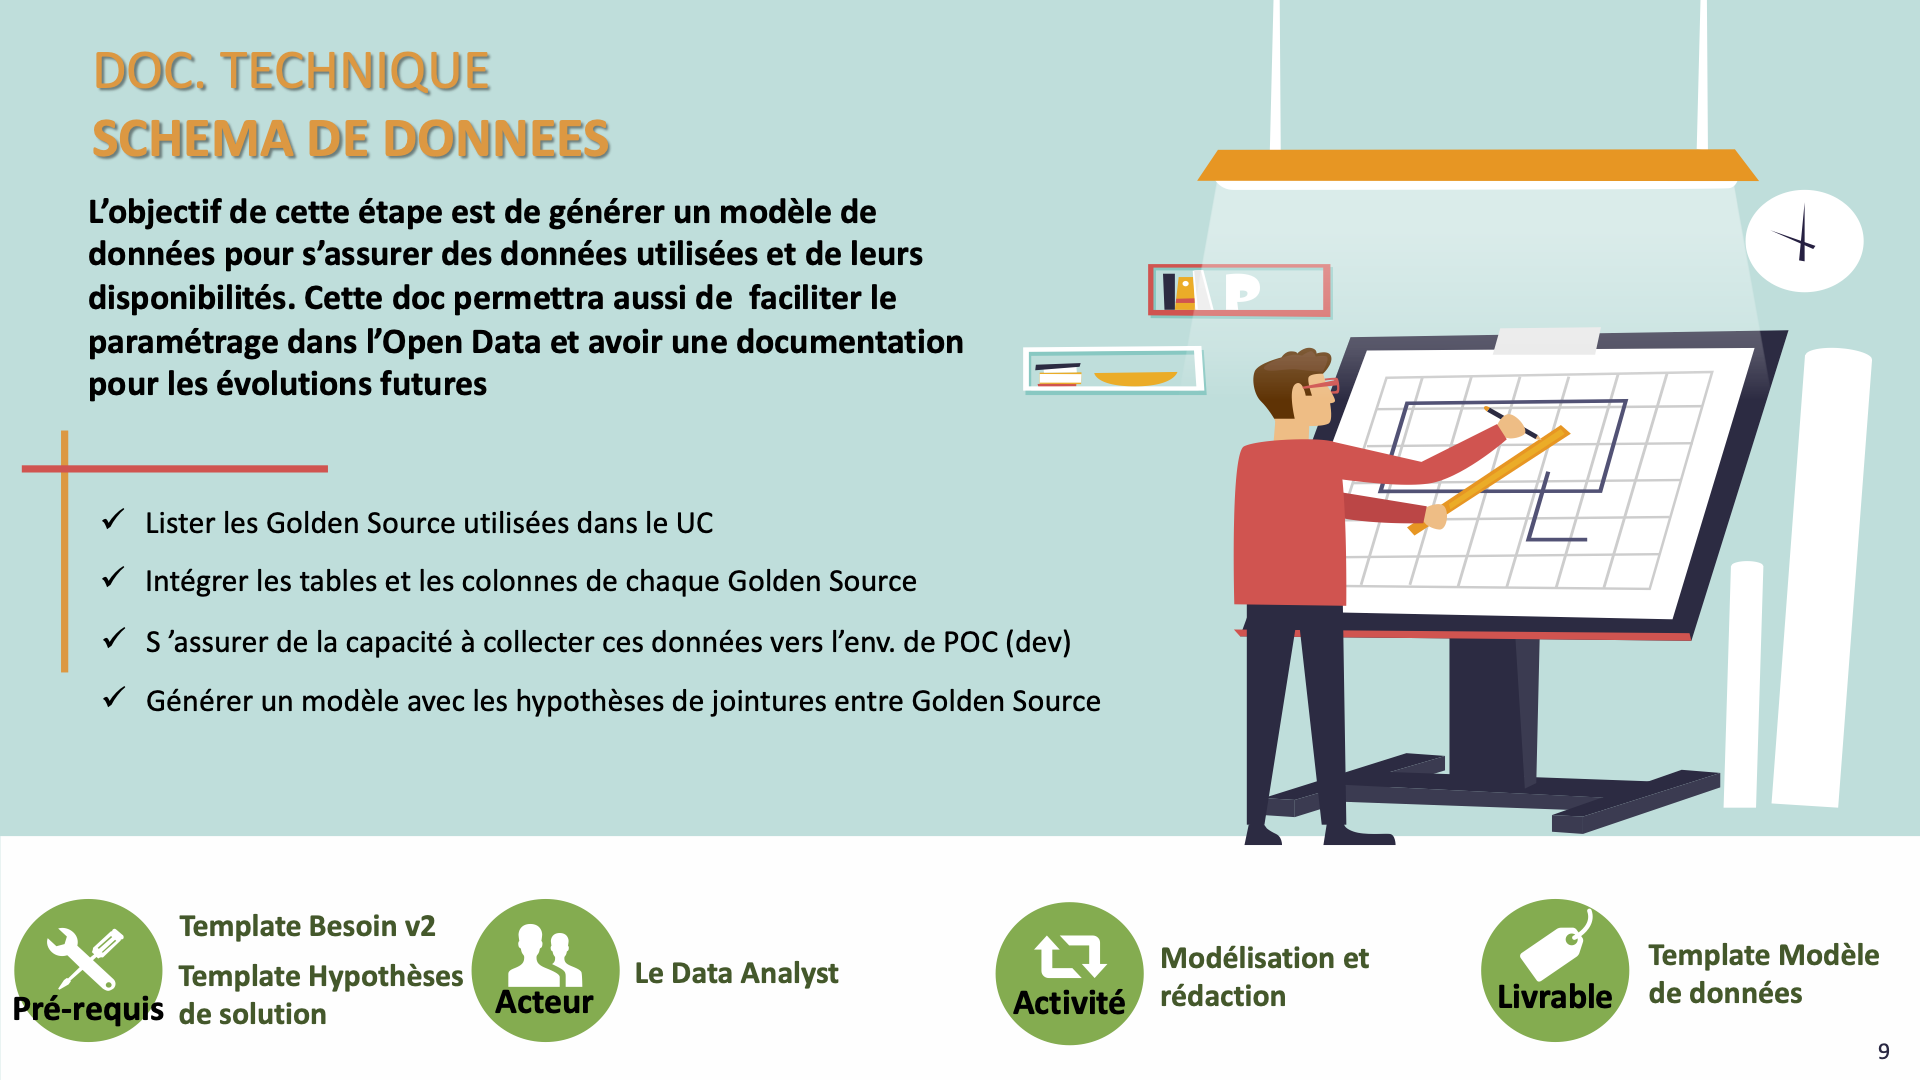 DOC. TECHNIQUE
SCHEMA DE DONNEES
L’objectif de cette étape est de générer un modèle de
données pour s’assurer des données utilisées et de leurs
disponibilités. Cette doc permettra aussi de  faciliter le
paramétrage dans l’Open Data et avoir une documentation
pour les évolutions futures
✓ Lister les Golden Source utilisées dans le UC
✓ Intégrer les tables et les colonnes de chaque Golden Source
✓ S ’assurer de la capacité à collecter ces données vers l’env. de POC (dev)
✓ Générer un modèle avec les hypothèses de jointures entre Golden Source
Pré-requis
Template Besoin v2
Template Hypothèses
de solution
Acteur
Le Data Analyst
Activité
Modélisation et
rédaction
Livrable
Template Modèle
de données
9